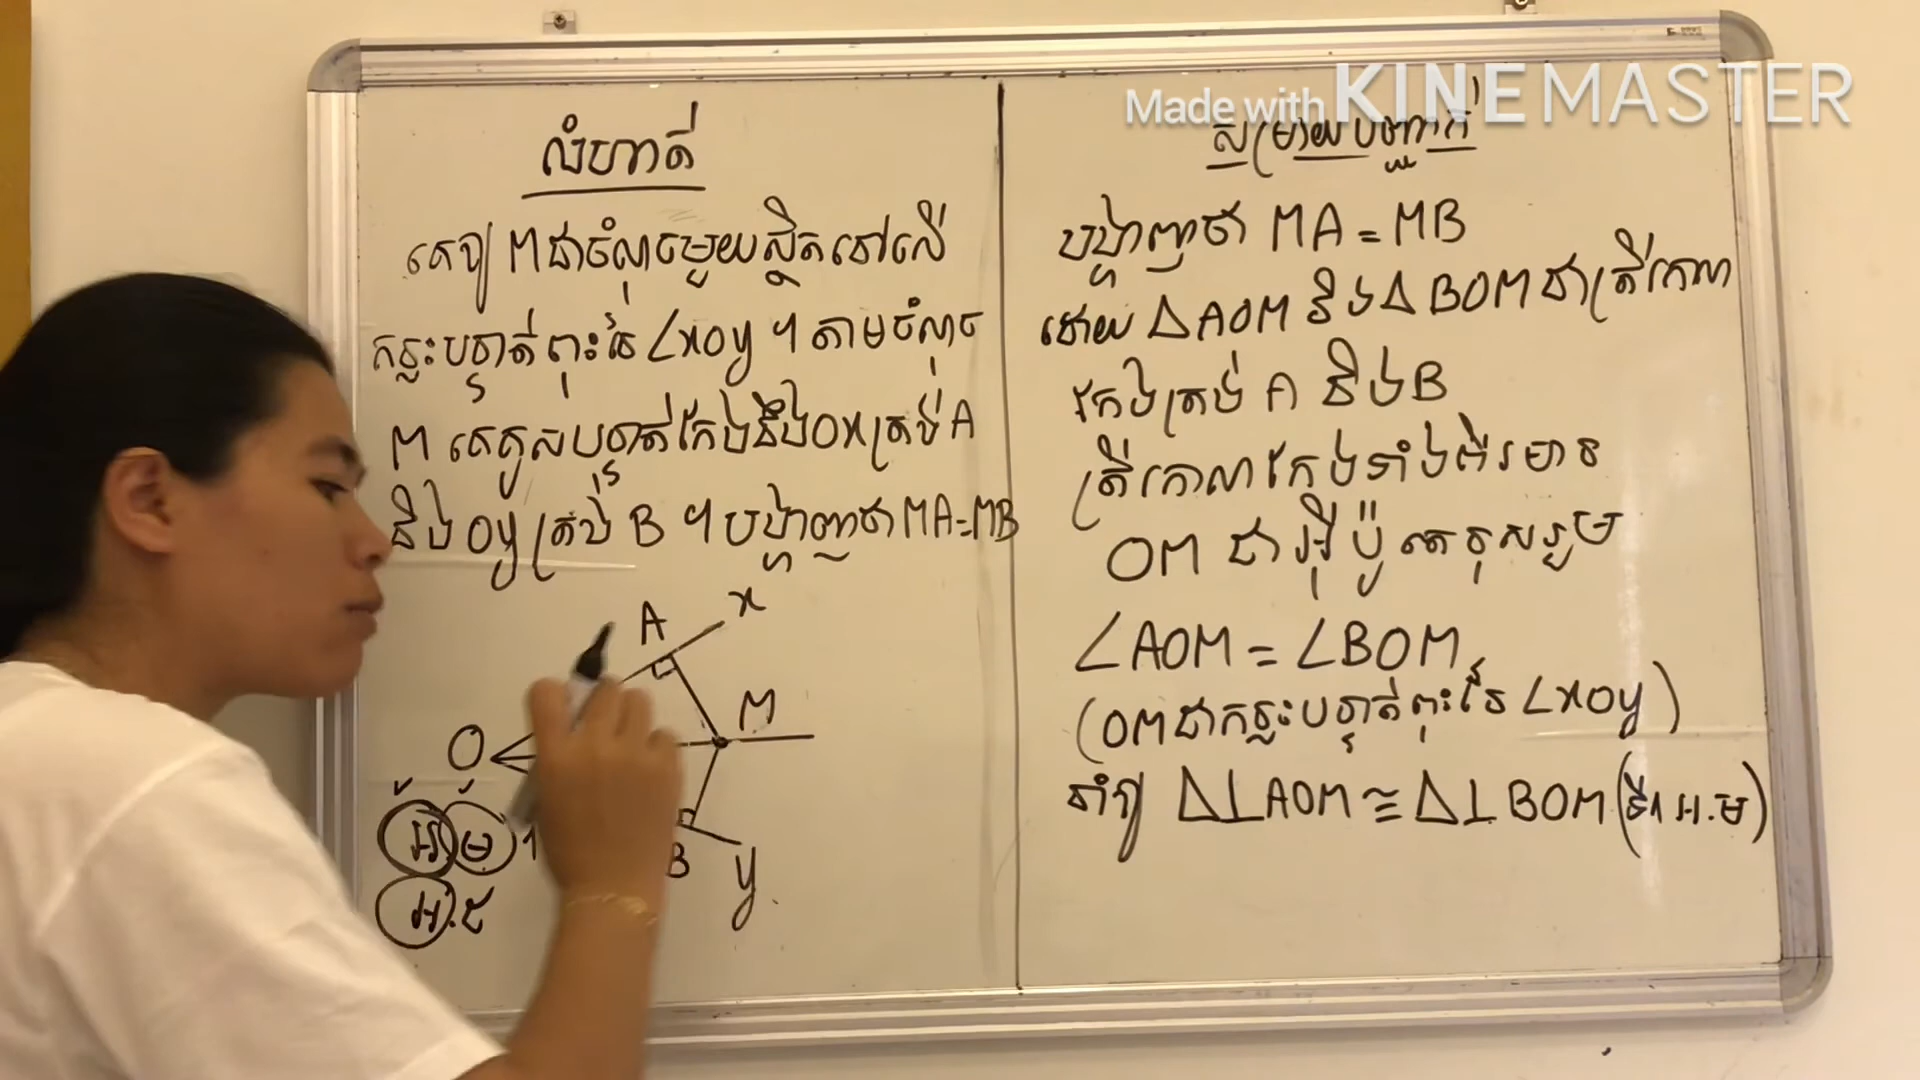 Made with KINEMASTER
លំហាត់
គេឲ្យ M ជាចំណុចមួយស្ថិតនៅលើ
កន្លះបន្ទាត់ពុះនៃ ∠xOy ។ តាមចំណុច
M គេគូសបន្ទាត់កែងនឹង Ox ត្រង់ A
និង Oy ត្រង់ B ។ បង្ហាញថា MA = MB
A
x
M
O
B
y
អ
ម
អ.ជ
សម្រាយបញ្ជាក់
បង្ហាញថា MA = MB
ដោយ ΔAOM និង Δ BOM ជាត្រីកោណ
កែងត្រង់ A និង B
ត្រីកោណកែងទាំងពីរមាន
OM ជាអ៊ីប៉ូតេនុសរួម
∠AOM = ∠BOM
(OM ជាកន្លះបន្ទាត់ពុះនៃ ∠xOy)
នាំឲ្យ Δ⊥AOM ≅ Δ⊥BOM (អ.ម)